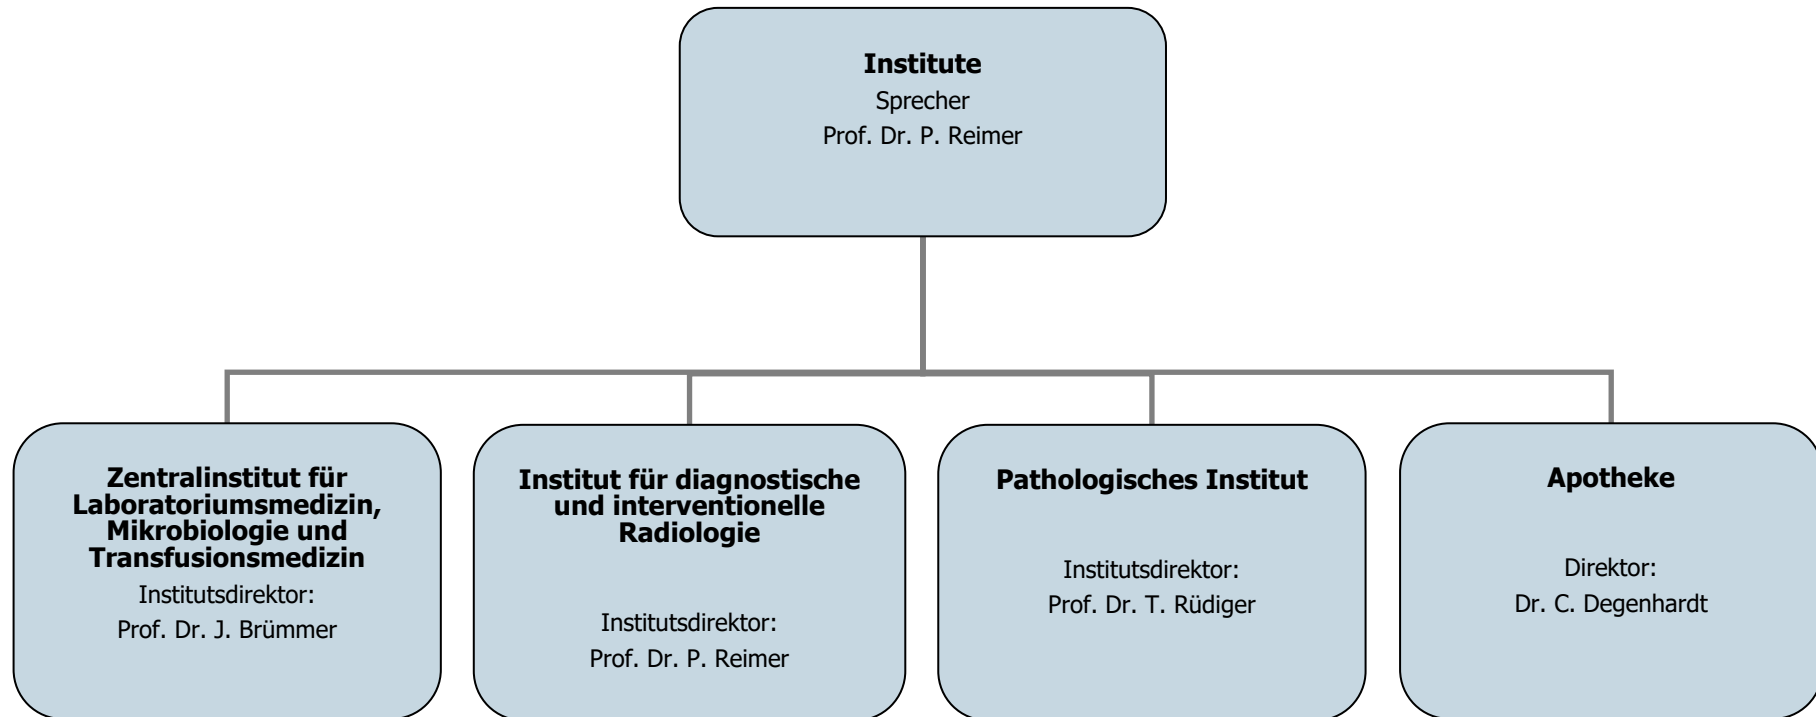 Institute
Sprecher
Prof. Dr. P. Reimer
Zentralinstitut für
Laboratoriumsmedizin,
Mikrobiologie und
Transfusionsmedizin
Institutsdirektor:
Prof. Dr. J. Brümmer
Institut für diagnostische
und interventionelle
Radiologie
Institutsdirektor:
Prof. Dr. P. Reimer
Pathologisches Institut
Institutsdirektor:
Prof. Dr. T. Rüdiger
Apotheke
Direktor:
Dr. C. Degenhardt